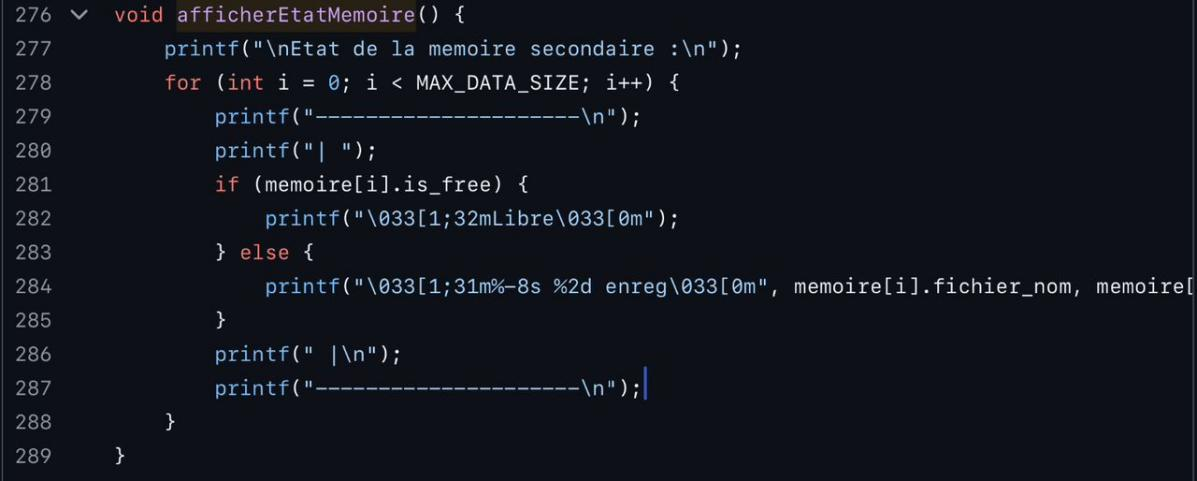 276 void afficherEtatMemoire() {
277 printf("\nEtat de la memoire secondaire :\n");
278 for (int i = 0; i < MAX_DATA_SIZE; i++) {
279 printf("---------------------\n");
280 printf("| ");
281 if (memoire[i].is_free) {
282 printf("\033[1;32mLibre\033[0m");
283 } else {
284 printf("\033[1;31m%-8s %2d enreg\033[0m", memoire[i].fichier_nom, memoire[
285 }
286 printf(" |\n");
287 printf("---------------------\n");
288 }
289 }